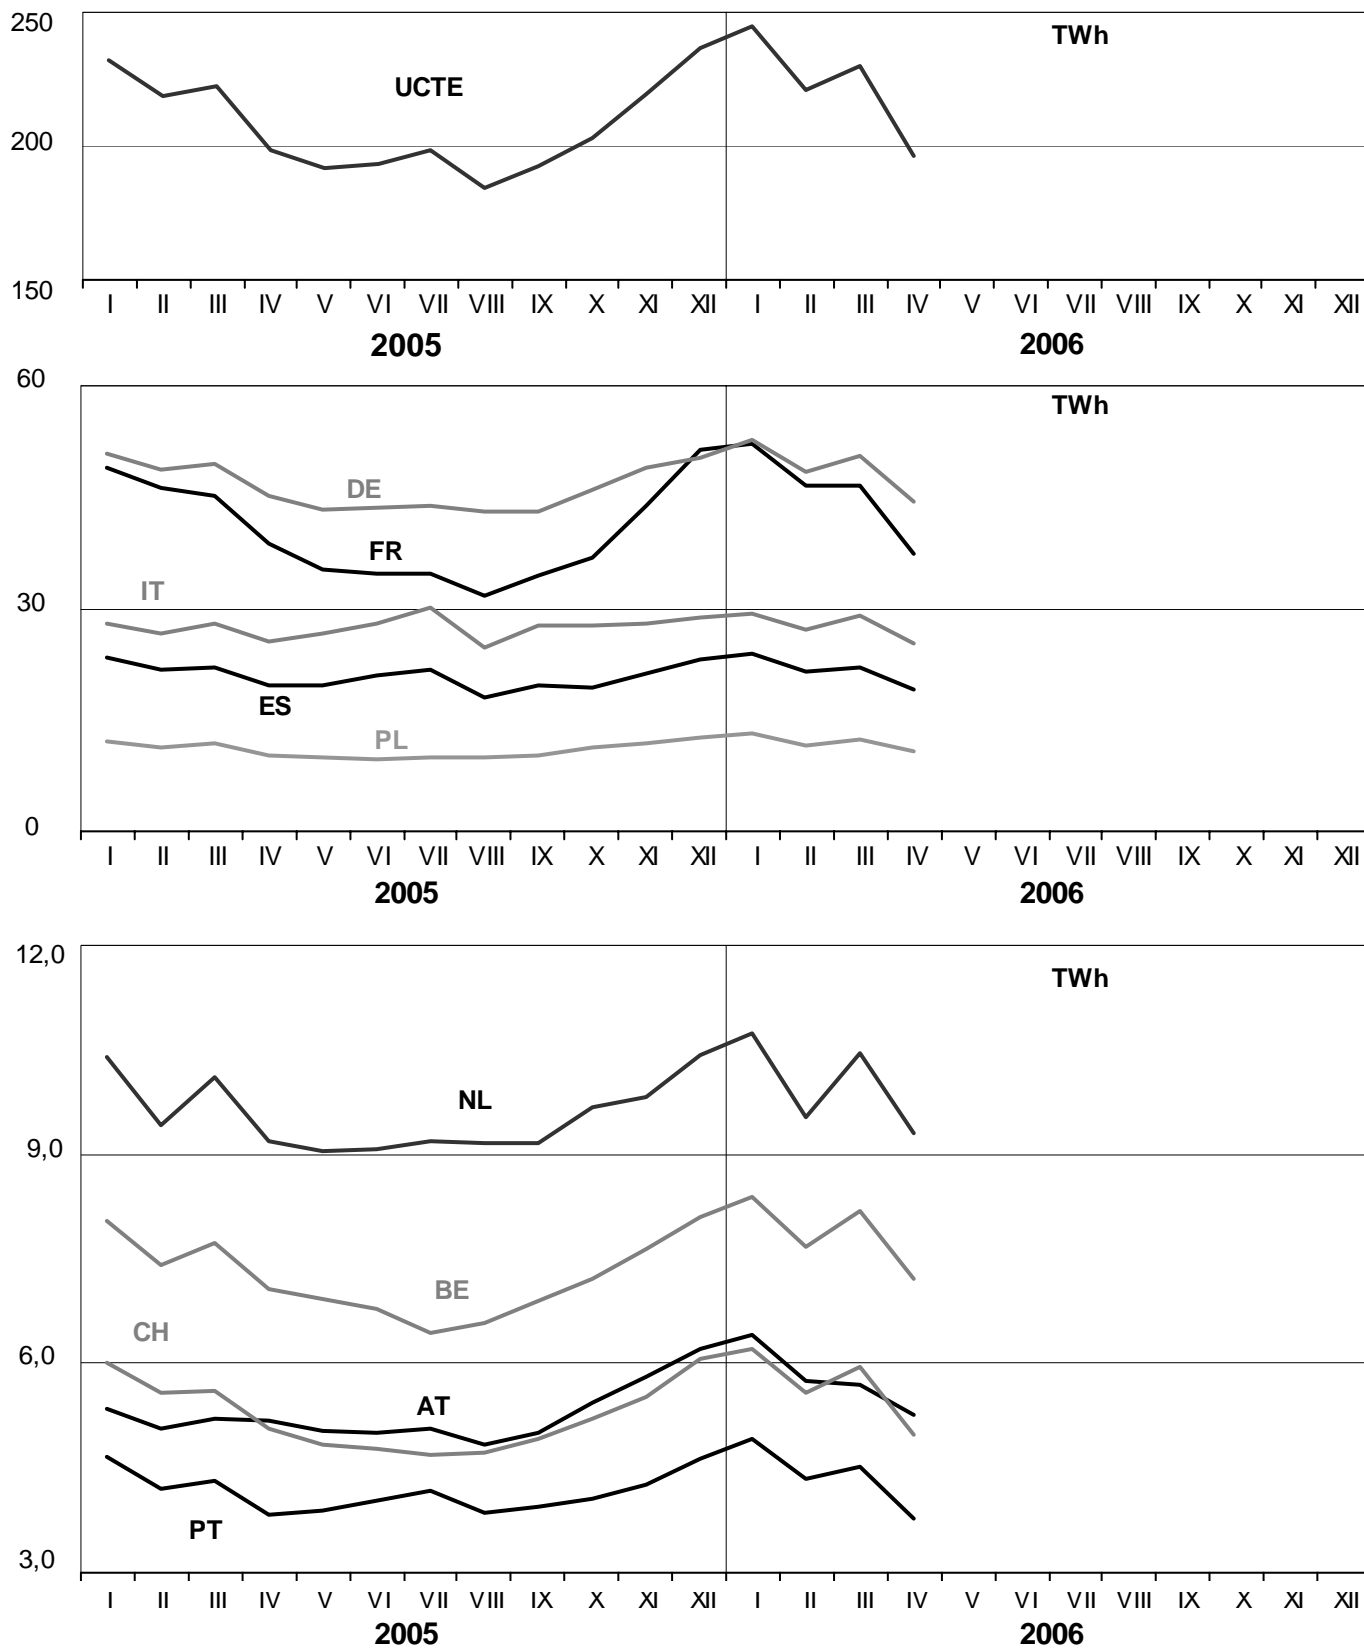 250
TWh
UCTE
200
150
I II III IV V VI VII VIII IX X XI XII I II III IV V VI VII VIII IX X XI XII
2005 2006
60
TWh
DE
FR
IT
30
ES
PL
0
I II III IV V VI VII VIII IX X XI XII I II III IV V VI VII VIII IX X XI XII
2005 2006
12,0
TWh
NL
9,0
BE
CH
6,0
AT
PT
3,0
I II III IV V VI VII VIII IX X XI XII I II III IV V VI VII VIII IX X XI XII
2005 2006